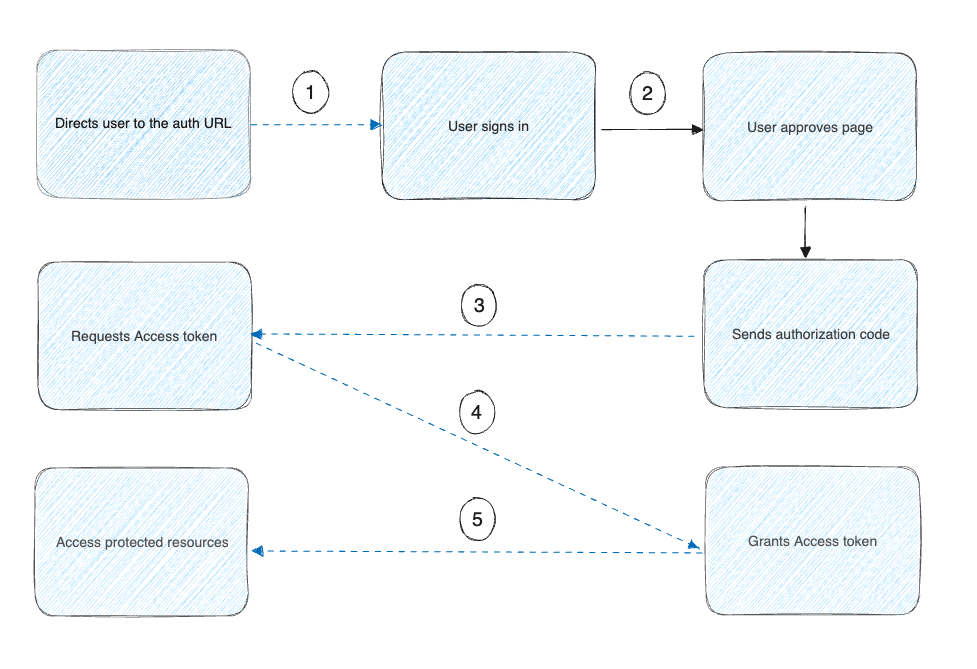 Directs user to the auth URL
1
User signs in
2
User approves page
Requests Access token
3
Sends authorization code
4
Access protected resources
5
Grants Access token